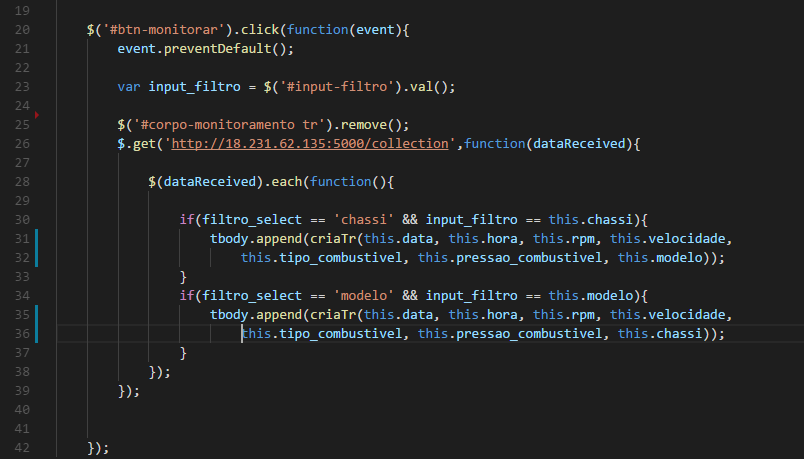 19
20 $('#btn-monitorar').click(function(event){
21 event.preventDefault();
22
23 var input_filtro = $('#input-filtro').val();
24
25 $('#corpo-monitoramento tr').remove();
26 $.get('http://18.231.62.135:5000/collection',function(dataReceived){
27
28 $(dataReceived).each(function(){
29
30 if(filtro_select == 'chassi' && input_filtro == this.chassi){
31 tbody.append(criaTr(this.data, this.hora, this.rpm, this.velocidade,
32 this.tipo_combustivel, this.pressao_combustivel, this.modelo));
33 }
34 if(filtro_select == 'modelo' && input_filtro == this.modelo){
35 tbody.append(criaTr(this.data, this.hora, this.rpm, this.velocidade,
36 this.tipo_combustivel, this.pressao_combustivel, this.chassi));
37 }
38 });
39 });
40
41
42 });